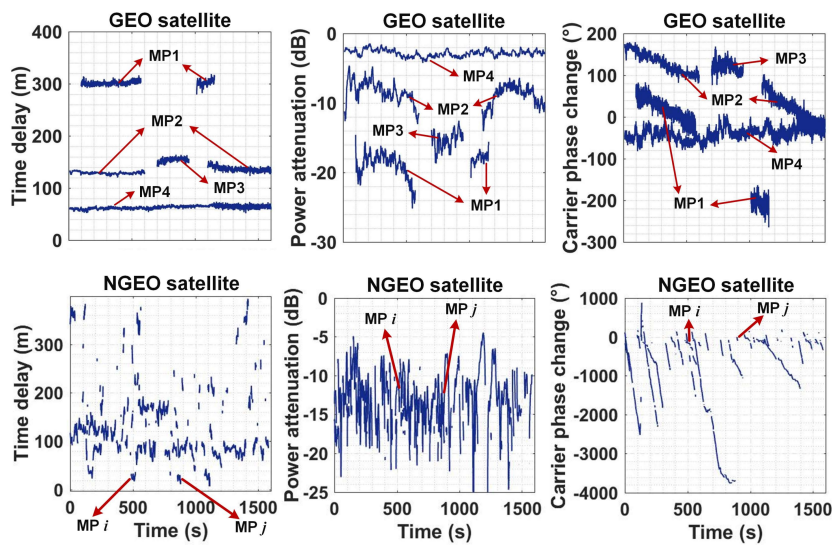 GEO satellite
Time delay (m)
400
300
200
100
0
MP1
MP2
MP4
MP3
GEO satellite
Power attenuation (dB)
0
-10
-20
-30
MP4
MP2
MP3
MP1
GEO satellite
Carrier phase change (°)
200
100
0
-100
-200
-300
MP3
MP2
MP4
MP1
NGEO satellite
Time delay (m)
300
200
100
0
0 500 1000 1500
MP i
MP j
Time (s)
NGEO satellite
Power attenuation (dB)
0
-5
-10
-15
-20
-25
0 500 1000 1500
MP i
MP j
Time (s)
NGEO satellite
Carrier phase change (°)
1000
0
-1000
-2000
-3000
-4000
0 500 1000 1500
MP i
MP j
Time (s)